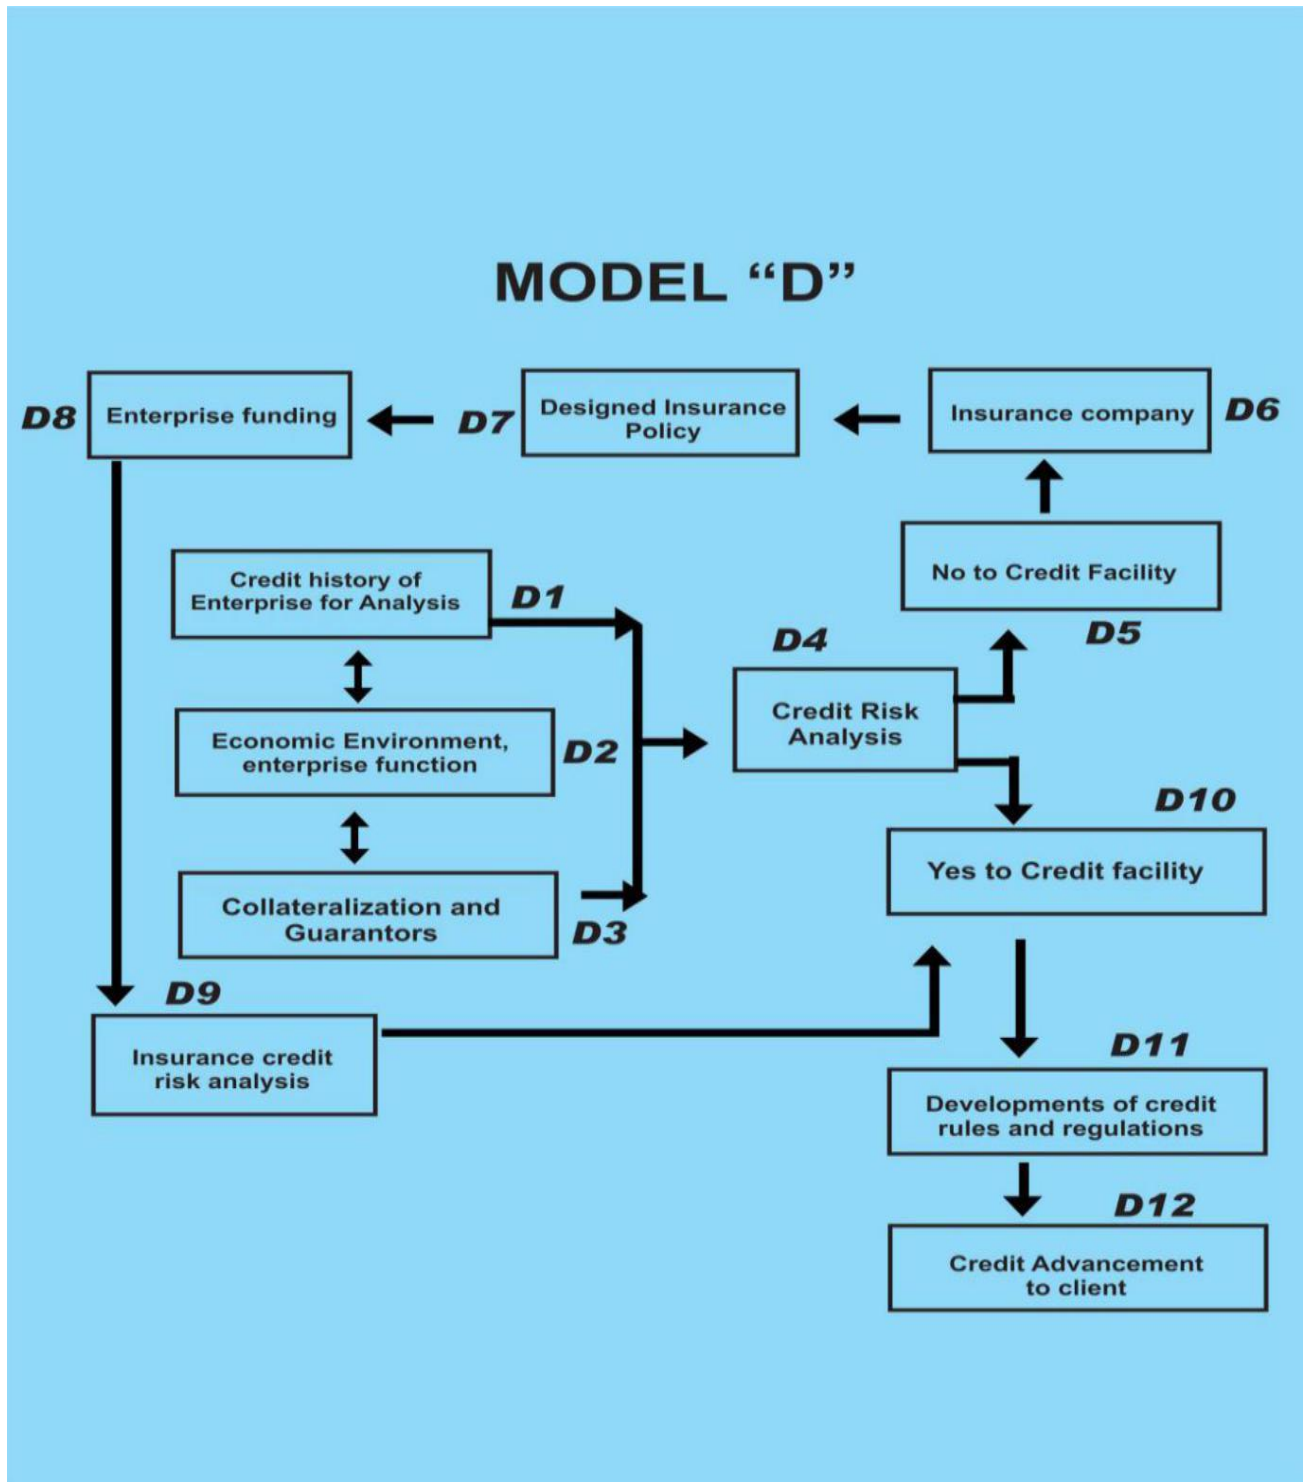 MODEL “D”
D8
Enterprise funding
D7
Designed Insurance
Policy
Insurance company
D6
No to Credit Facility
D5
Credit history of
Enterprise for Analysis
D1
Economic Environment,
enterprise function
D2
Collateralization and
Guarantors
D3
D4
Credit Risk
Analysis
D10
Yes to Credit facility
D9
Insurance credit
risk analysis
D11
Developments of credit
rules and regulations
D12
Credit Advancement
to client